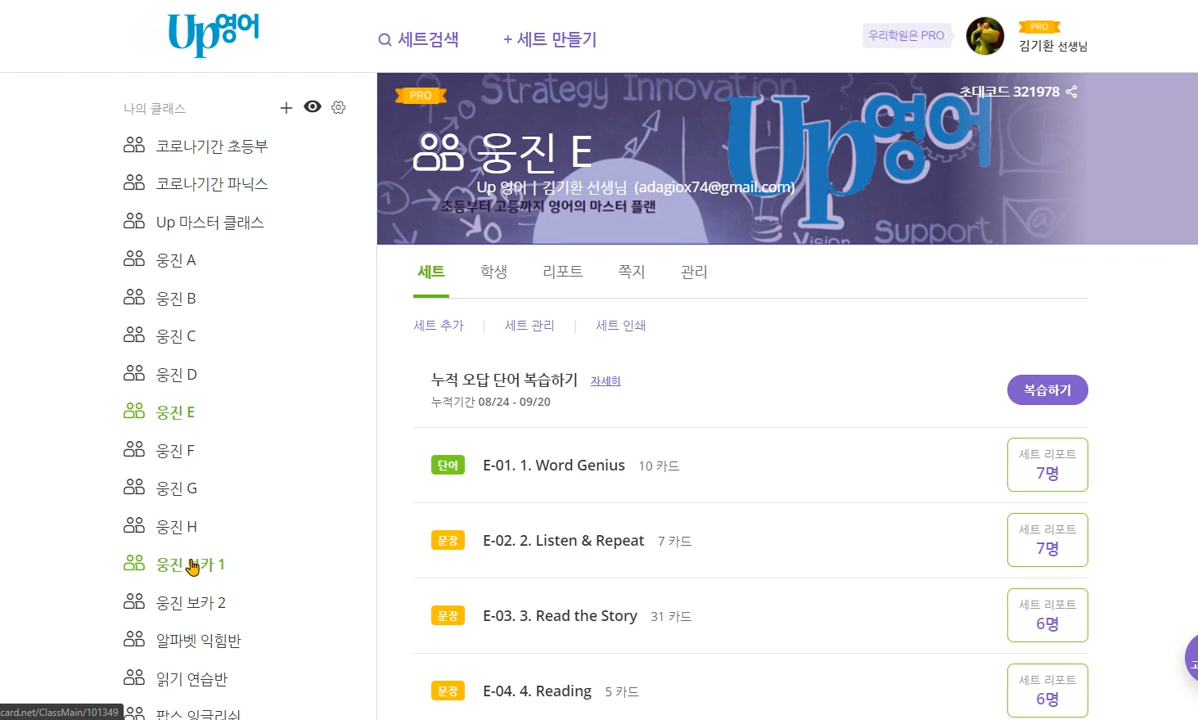 Up영어
세트검색
+ 세트 만들기
우리학원은 PRO
PRO
김기환 선생님
나의 클래스
코로나기간 초등부
코로나기간 파닉스
Up 마스터 클래스
웅진 A
웅진 B
웅진 C
웅진 D
웅진 E
웅진 F
웅진 G
웅진 H
웅진 보카 1
웅진 보카 2
알파벳 익힘반
읽기 연습반
팝스 잉글리쉬
card.net/ClassMain/101349
PRO
Strategy Innovation
초대코드 321978
웅진 E
Up영어
Up 영어 | 김기환 선생님 (adagiox74@gmail.com)
초등부터 고등까지 영어의 마스터 플랜
Vision
Support
세트
학생
리포트
쪽지
관리
세트 추가
세트 관리
세트 인쇄
누적 오답 단어 복습하기 자세히
누적기간 08/24 - 09/20
복습하기
단어 E-01. 1. Word Genius 10 카드
세트 리포트
7명
문장 E-02. 2. Listen & Repeat 7 카드
세트 리포트
7명
문장 E-03. 3. Read the Story 31 카드
세트 리포트
6명
문장 E-04. 4. Reading 5 카드
세트 리포트
6명